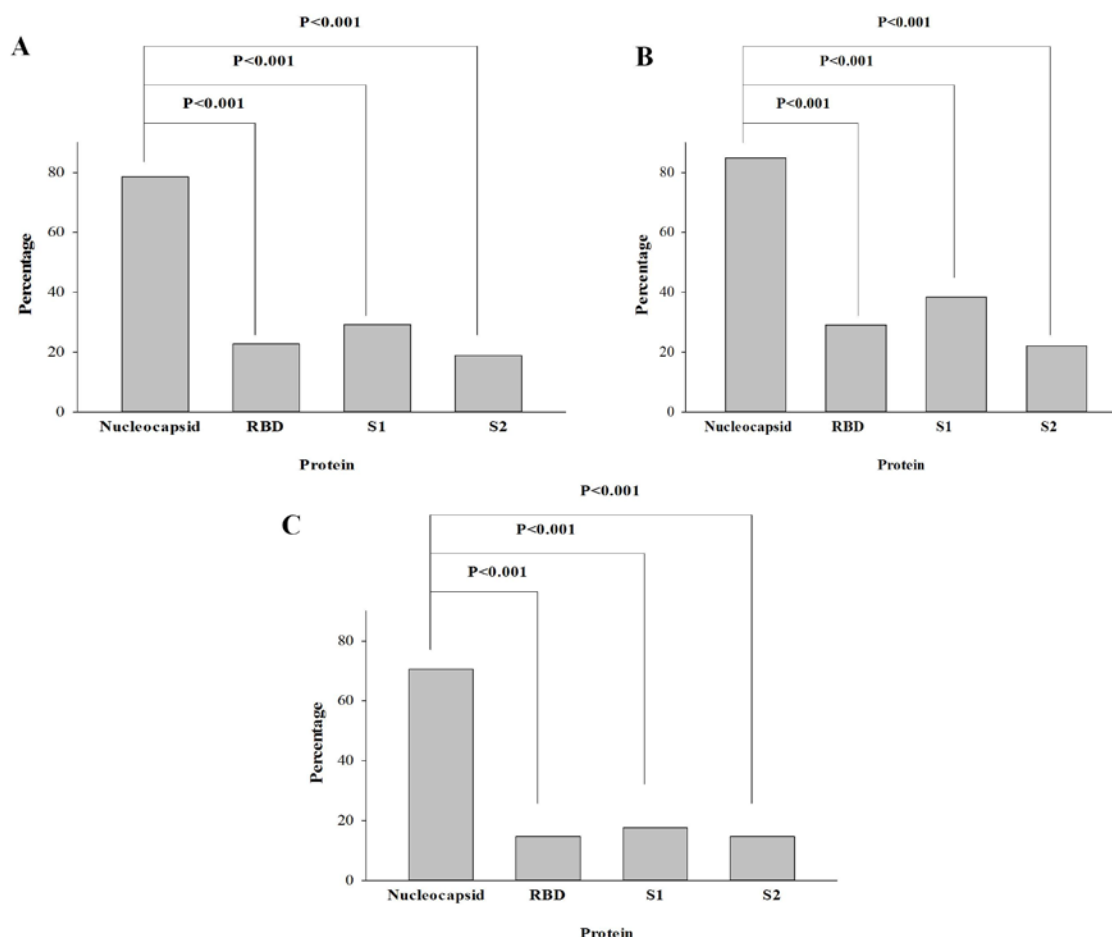 A
P<0.001
P<0.001
P<0.001
Percentage
80
60
40
20
0
Nucleocapsid RBD S1 S2
Protein
B
P<0.001
P<0.001
P<0.001
Percentage
80
60
40
20
0
Nucleocapsid RBD S1 S2
Protein
C
P<0.001
P<0.001
P<0.001
Percentage
80
60
40
20
0
Nucleocapsid RBD S1 S2
Protein